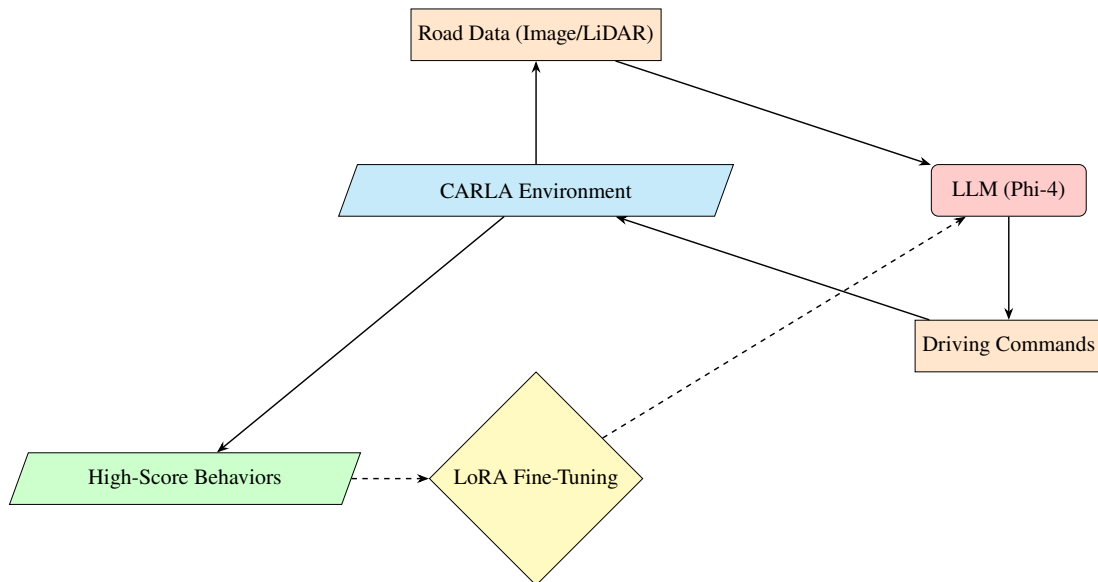 Road Data (Image/LiDAR)
CARLA Environment
LLM (Phi-4)
Driving Commands
High-Score Behaviors
LoRA Fine-Tuning